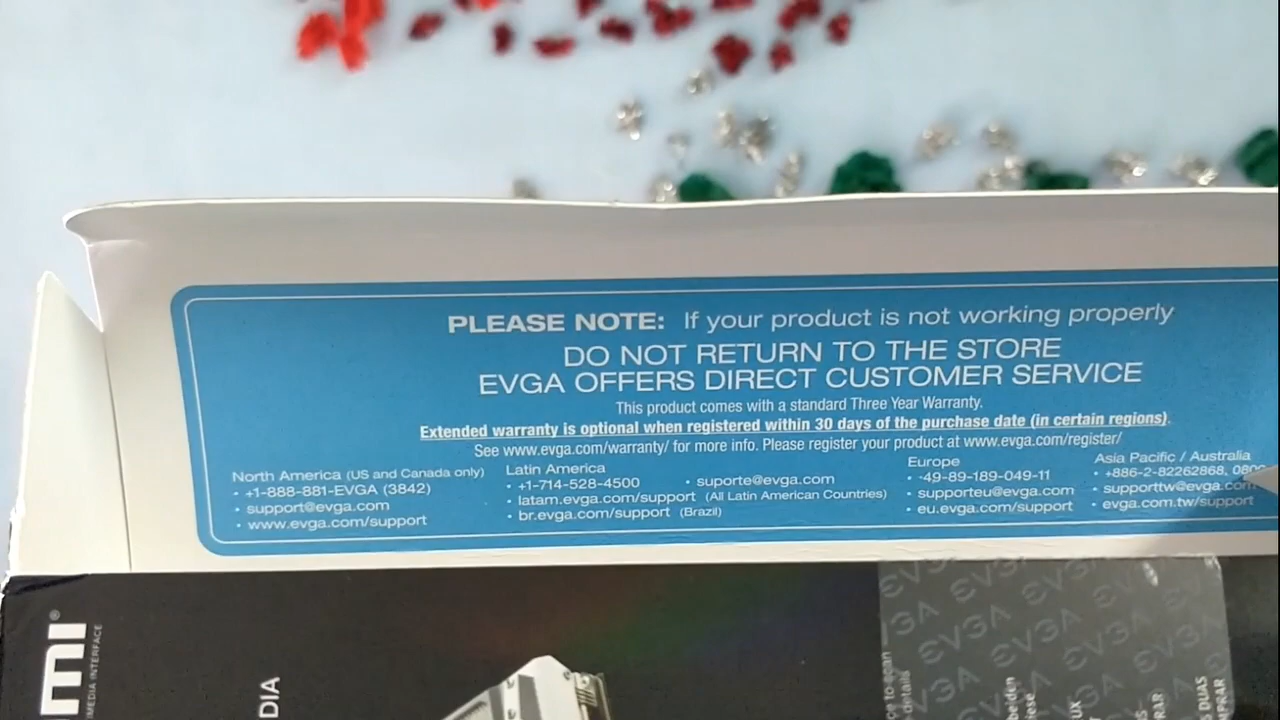 PLEASE NOTE: If your product is not working properly
DO NOT RETURN TO THE STORE
EVGA OFFERS DIRECT CUSTOMER SERVICE
This product comes with a standard Three Year Warranty.
Extended warranty is optional when registered within 30 days of the purchase date (in certain regions).
See www.evga.com/warranty/ for more info. Please register your product at www.evga.com/register/
North America (US and Canada only)
• +1-888-881-EVGA (3842)
• support@evga.com
• www.evga.com/support
Latin America
• +1-714-528-4500
• suporte@evga.com
• latam.evga.com/support (All Latin American Countries)
• br.evga.com/support (Brazil)
Europe
• +49-89-189-049-11
• supporteu@evga.com
• eu.evga.com/support
Asia Pacific / Australia
• +886-2-82262868, 0800
• supporttw@evga.com
• evga.com.tw/support
mi®
MEDIA INTERFACE
DIA
EVGA EVGA EVGA
DUAS